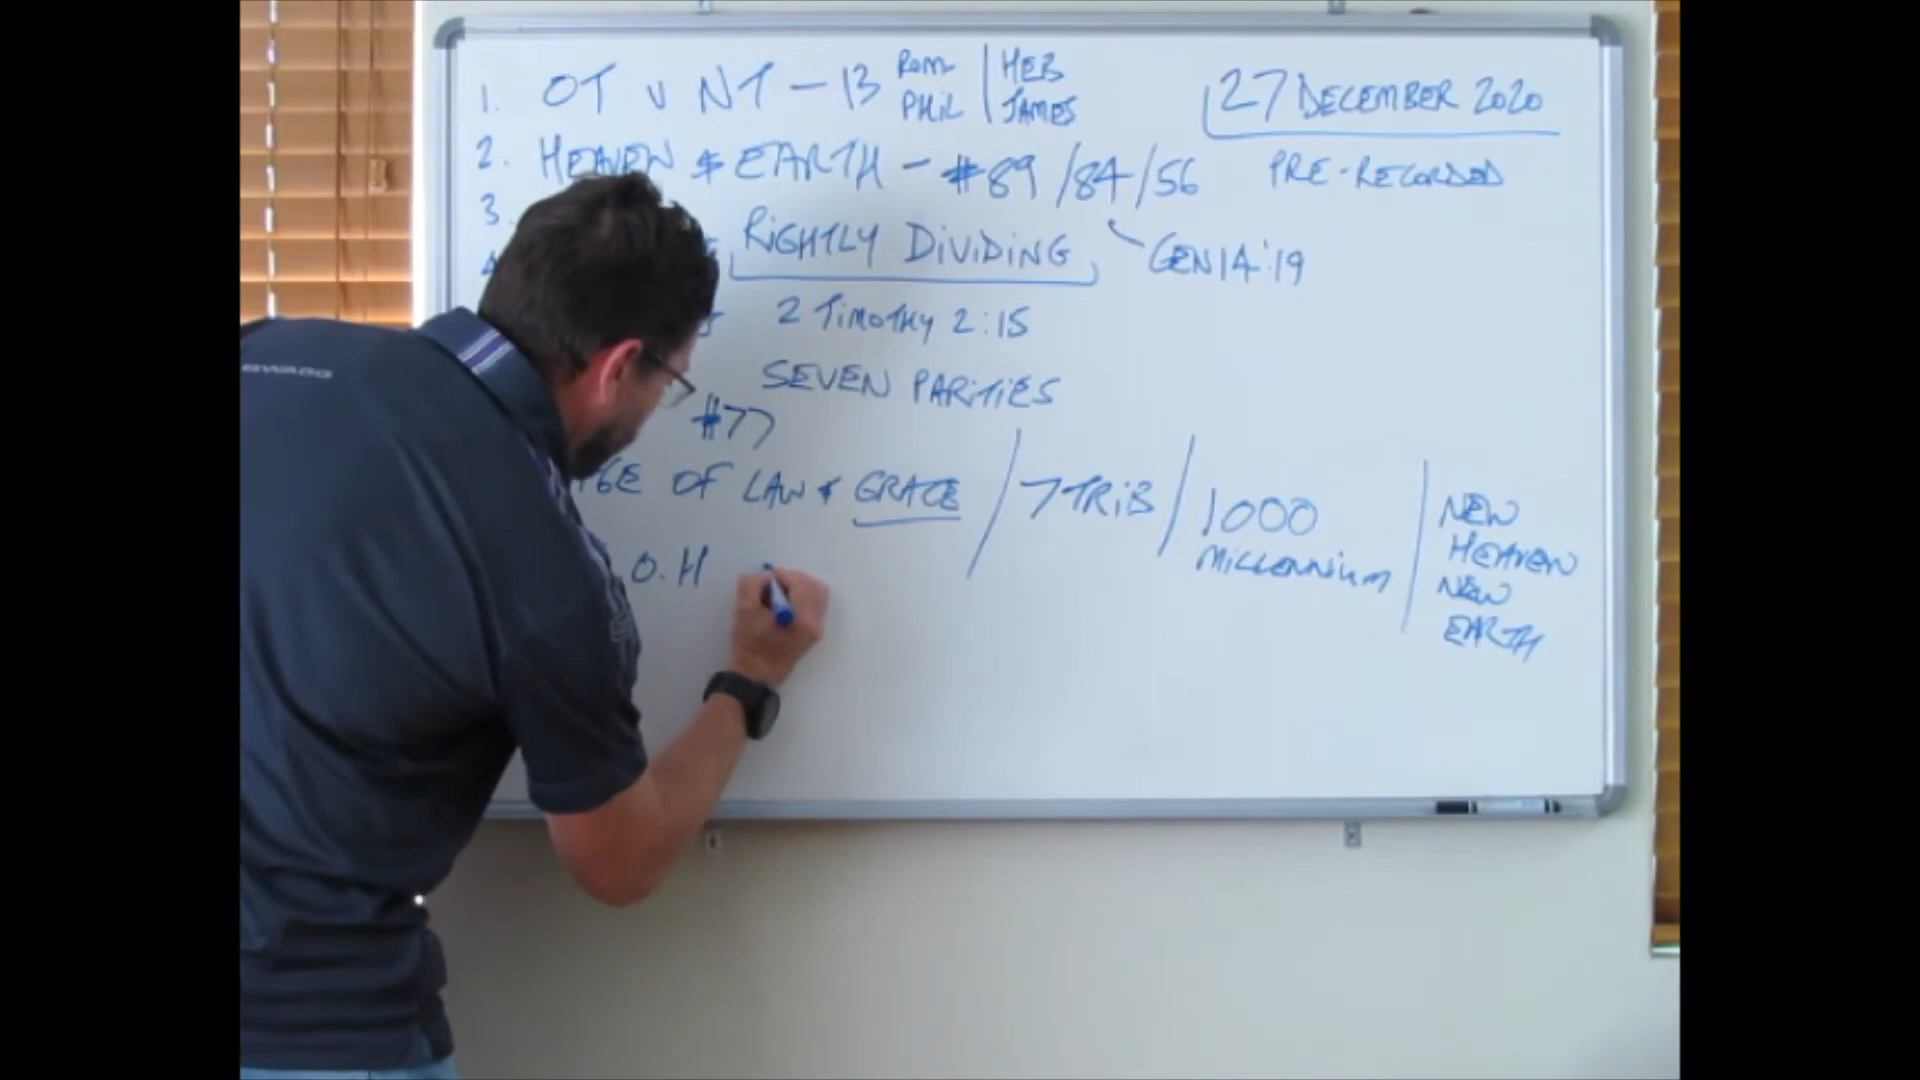 1. OT V NT - 13 Rom PHIL | HEB JAMES
27 DECEMBER 2020
2. HEAVEN & EARTH - #89/84/56
PRE-RECORDED
3.
RiGHTLY DiViDiNG
GEN 14:19
4
2 TiMOTHY 2:15
SEVEN PARiTiES
#77
OF LAW & GRACE / 7 TRiB / 1000 MiLLENNiUM / NEW HEAVEN NEW EARTH
O.H